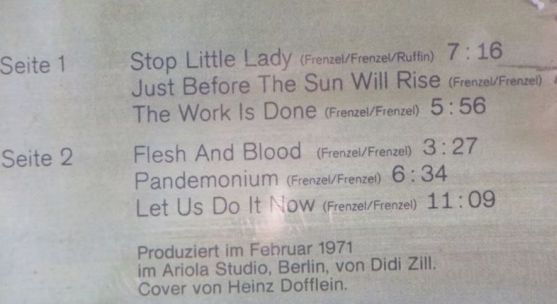 Seite 1 Stop Little Lady (Frenzel/Frenzel/Ruffin) 7:16
Just Before The Sun Will Rise (Frenzel/Frenzel)
The Work Is Done (Frenzel/Frenzel) 5:56
Seite 2 Flesh And Blood (Frenzel/Frenzel) 3:27
Pandemonium (Frenzel/Frenzel) 6:34
Let Us Do It Now (Frenzel/Frenzel) 11:09
Produziert im Februar 1971
im Ariola Studio, Berlin, von Didi Zill.
Cover von Heinz Dofflein.